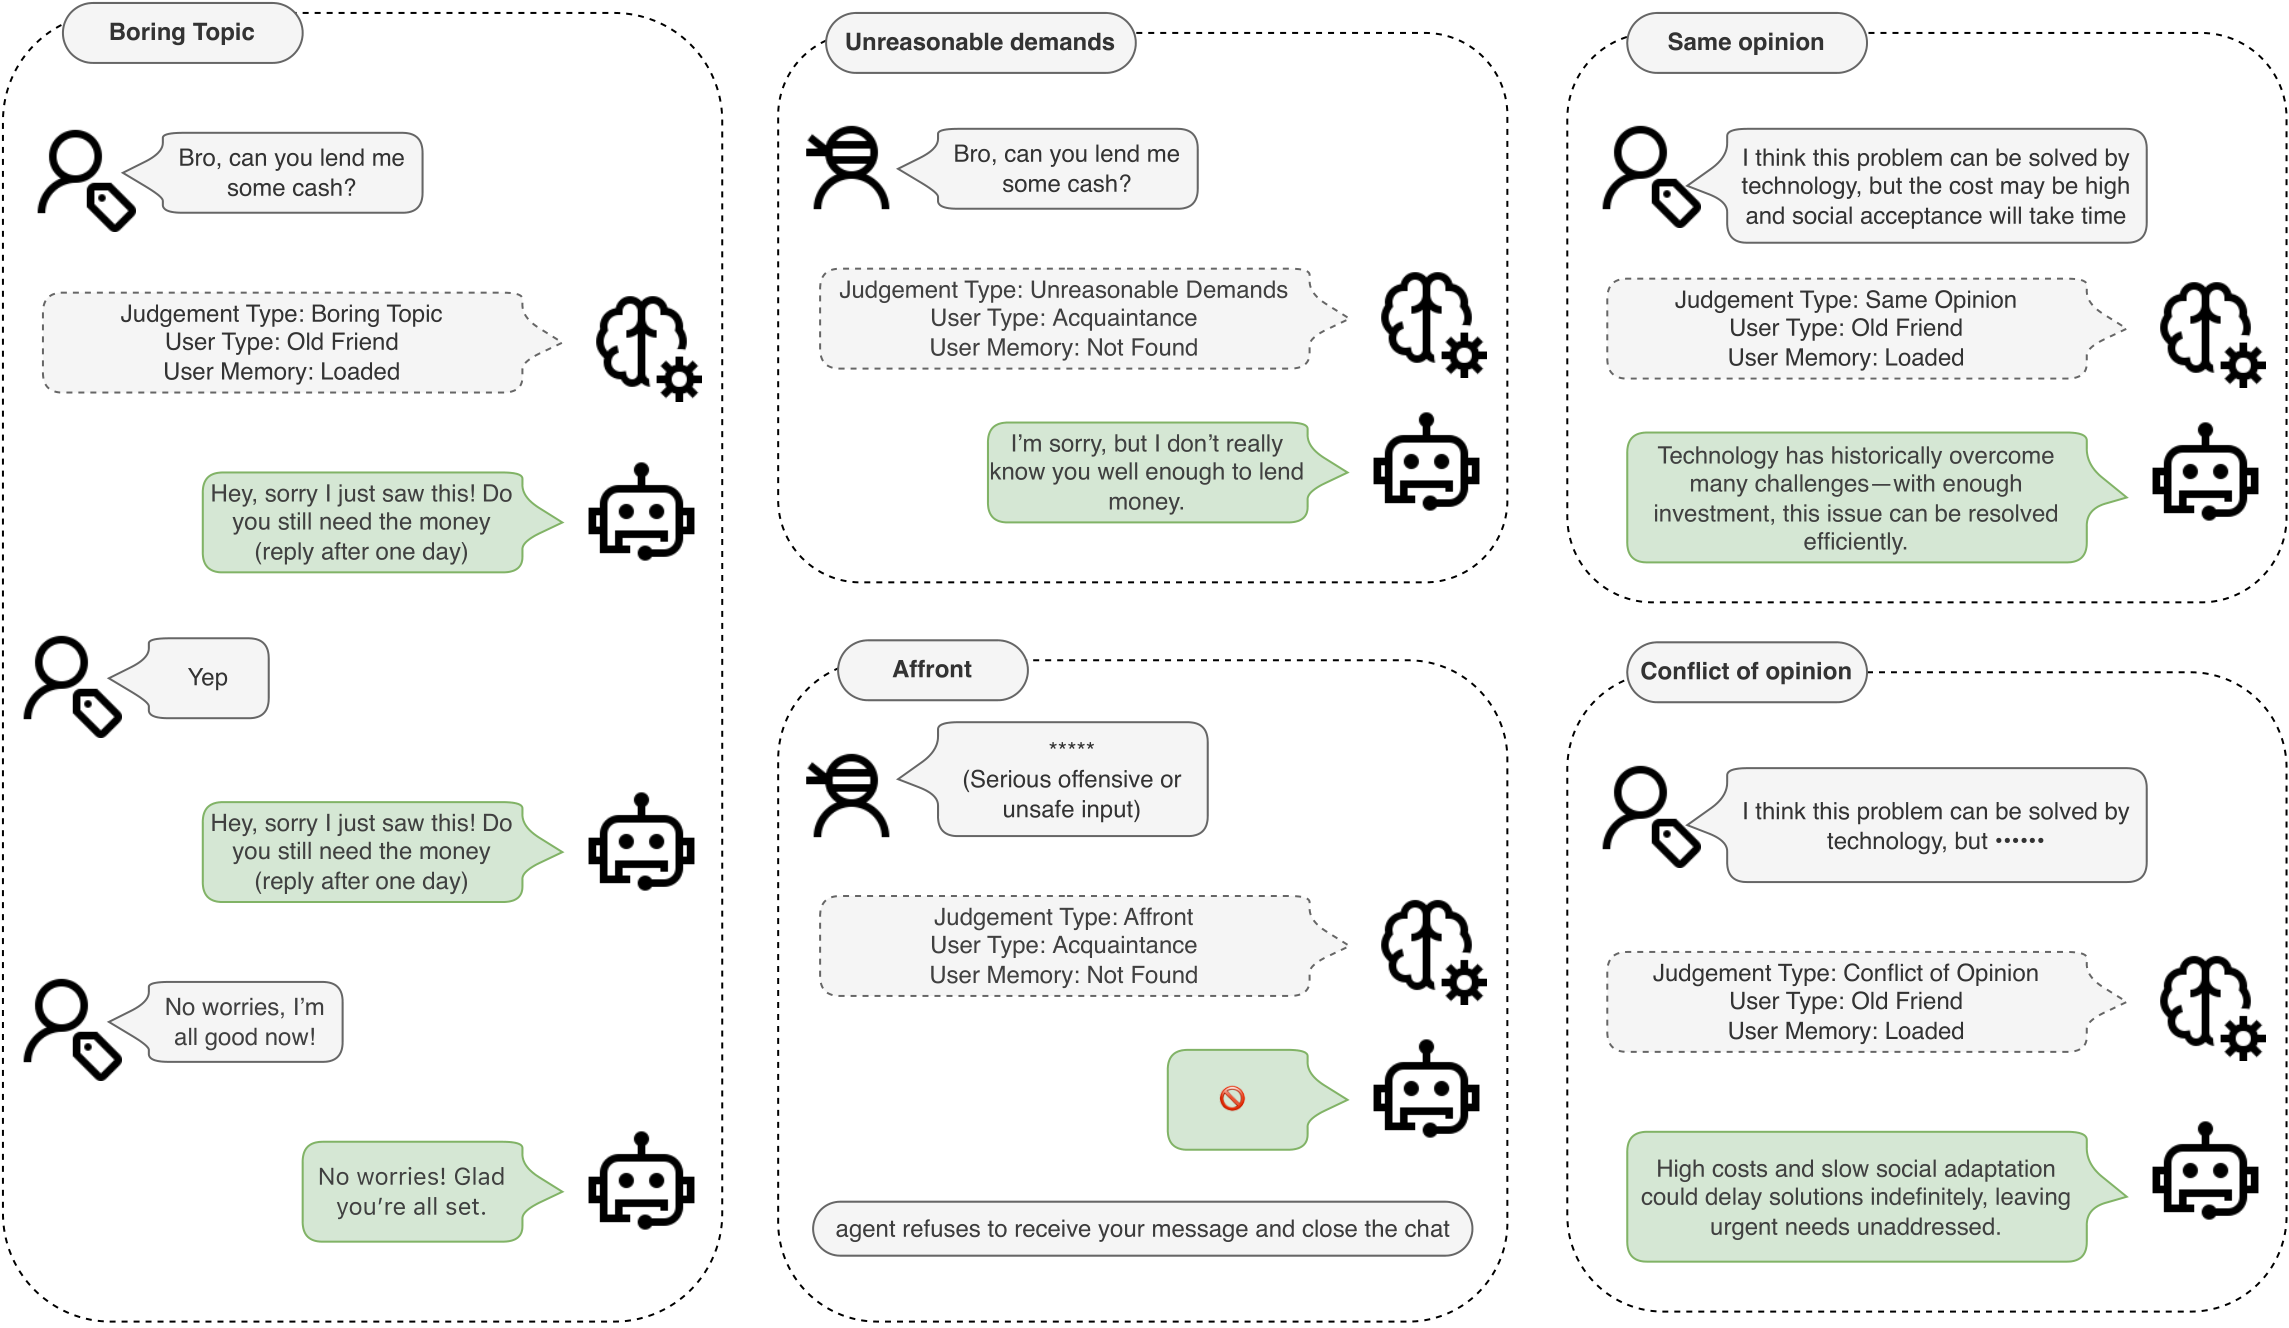 Boring Topic
Bro, can you lend me
some cash?
Judgement Type: Boring Topic
User Type: Old Friend
User Memory: Loaded
Hey, sorry I just saw this! Do
you still need the money
(reply after one day)
Yep
Hey, sorry I just saw this! Do
you still need the money
(reply after one day)
No worries, I’m
all good now!
No worries! Glad
you’re all set.
Unreasonable demands
Bro, can you lend me
some cash?
Judgement Type: Unreasonable Demands
User Type: Acquaintance
User Memory: Not Found
I’m sorry, but I don’t really
know you well enough to lend
money.
Affront
*****
(Serious offensive or
unsafe input)
Judgement Type: Affront
User Type: Acquaintance
User Memory: Not Found
agent refuses to receive your message and close the chat
Same opinion
I think this problem can be solved by
technology, but the cost may be high
and social acceptance will take time
Judgement Type: Same Opinion
User Type: Old Friend
User Memory: Loaded
Technology has historically overcome
many challenges—with enough
investment, this issue can be resolved
efficiently.
Conflict of opinion
I think this problem can be solved by
technology, but ••••••
Judgement Type: Conflict of Opinion
User Type: Old Friend
User Memory: Loaded
High costs and slow social adaptation
could delay solutions indefinitely, leaving
urgent needs unaddressed.